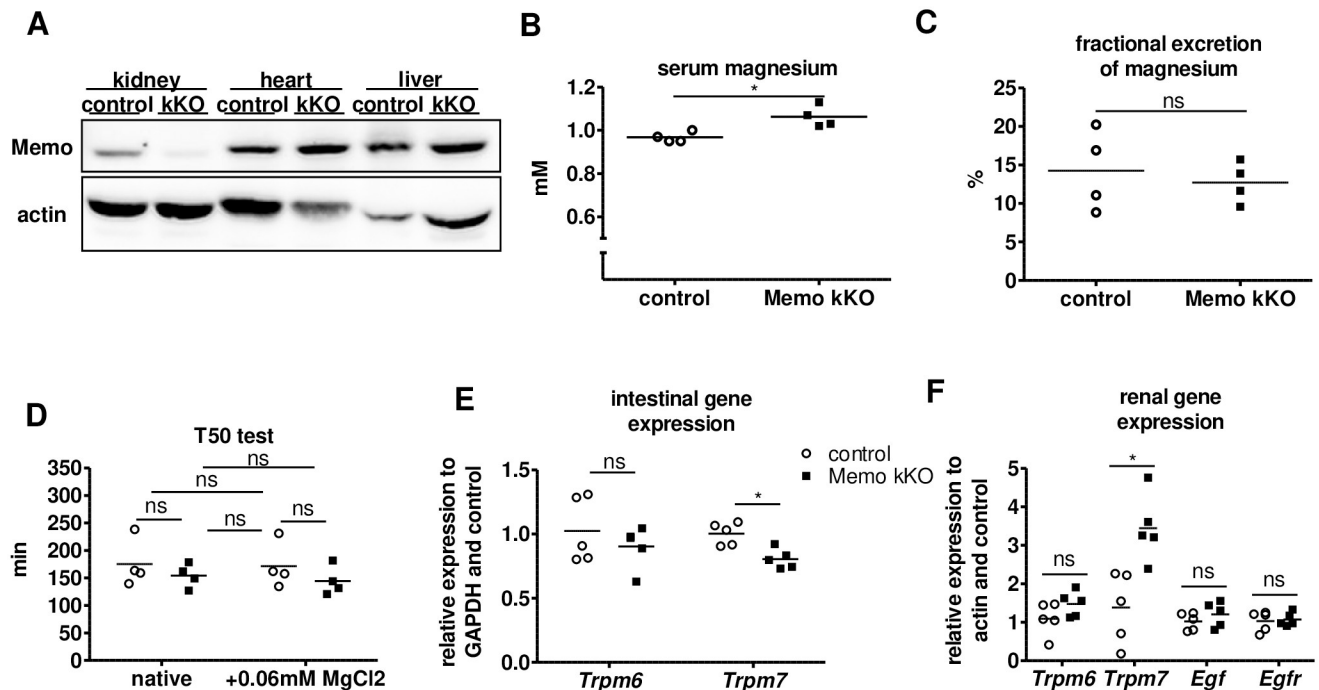 A
kidney heart liver
control kKO control kKO control kKO
Memo
actin
B
serum magnesium
*
1.2
1.0
0.8
0.6
mM
control Memo kKO
C
fractional excretion
of magnesium
ns
25
20
15
10
5
0
%
control Memo kKO
D
T50 test
ns
ns
ns ns ns
350
300
250
200
150
100
50
0
min
native +0.06mM MgCl2
E
intestinal gene
expression
control
Memo kKO
ns
*
1.5
1.0
0.5
0.0
relative expression to
GAPDH and control
Trpm6 Trpm7
F
renal gene
expression
*
ns ns ns
5
4
3
2
1
0
relative expression to
actin and control
Trpm6 Trpm7 Egf Egfr